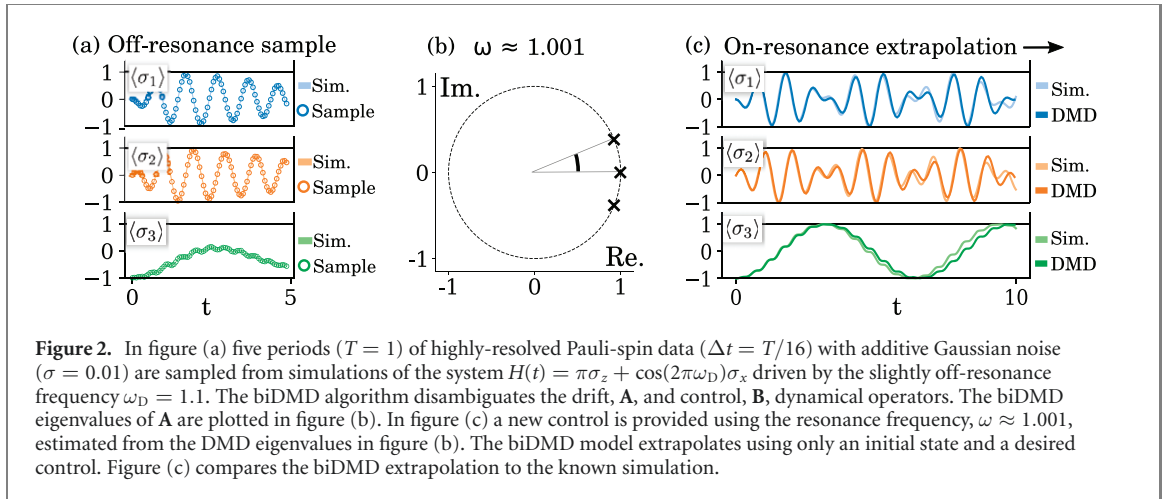 (a) Off-resonance sample
(b) ω ≈ 1.001
(c) On-resonance extrapolation
1
0
−1
⟨σ1⟩
Sim.
Sample
1
0
−1
⟨σ2⟩
Sim.
Sample
1
0
−1
⟨σ3⟩
Sim.
Sample
0
5
t
1
0
-1
Im.
Re.
-1
0
1
1
0
−1
⟨σ1⟩
Sim.
DMD
1
0
−1
⟨σ2⟩
Sim.
DMD
1
0
−1
⟨σ3⟩
Sim.
DMD
0
10
t
Figure 2. In figure (a) five periods (T = 1) of highly-resolved Pauli-spin data (Δt = T/16) with additive Gaussian noise
(σ = 0.01) are sampled from simulations of the system H(t) = πσz + cos(2πωD)σx driven by the slightly off-resonance
frequency ωD = 1.1. The biDMD algorithm disambiguates the drift, A, and control, B, dynamical operators. The biDMD
eigenvalues of A are plotted in figure (b). In figure (c) a new control is provided using the resonance frequency, ω ≈ 1.001,
estimated from the DMD eigenvalues in figure (b). The biDMD model extrapolates using only an initial state and a desired
control. Figure (c) compares the biDMD extrapolation to the known simulation.